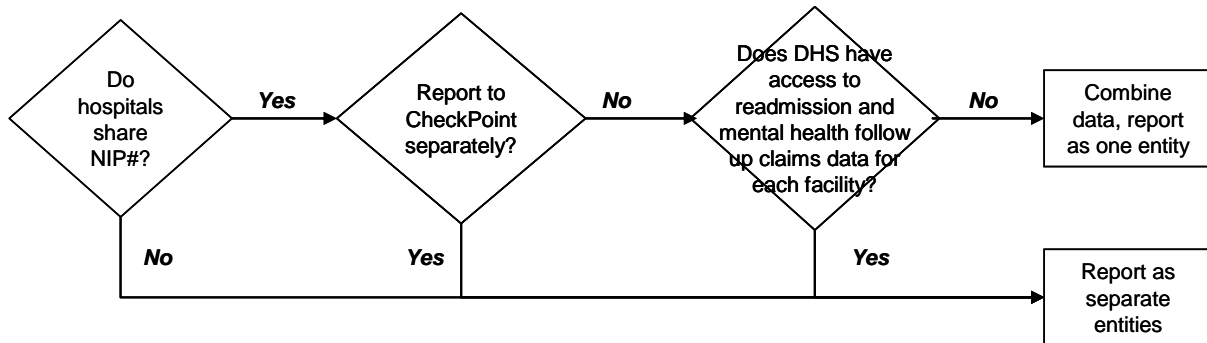 Do
hospitals
share
NIP#?
Yes
No
Report to
CheckPoint
separately?
No
Yes
Does DHS have
access to
readmission and
mental health follow
up claims data for
each facility?
No
Yes
Combine
data, report
as one entity
Report as
separate
entities